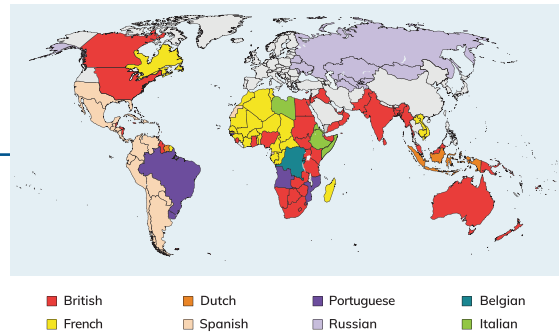 British
Dutch
Portuguese
Belgian
French
Spanish
Russian
Italian